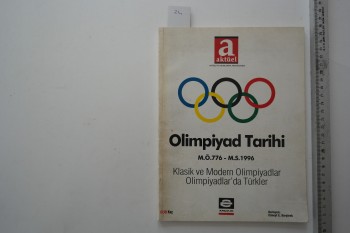 a
aktüel
Olimpiyad Tarihi
M.Ö.776 - M.S.1996
Klasik ve Modern Olimpiyadlar
Olimpiyadlar'da Türkler